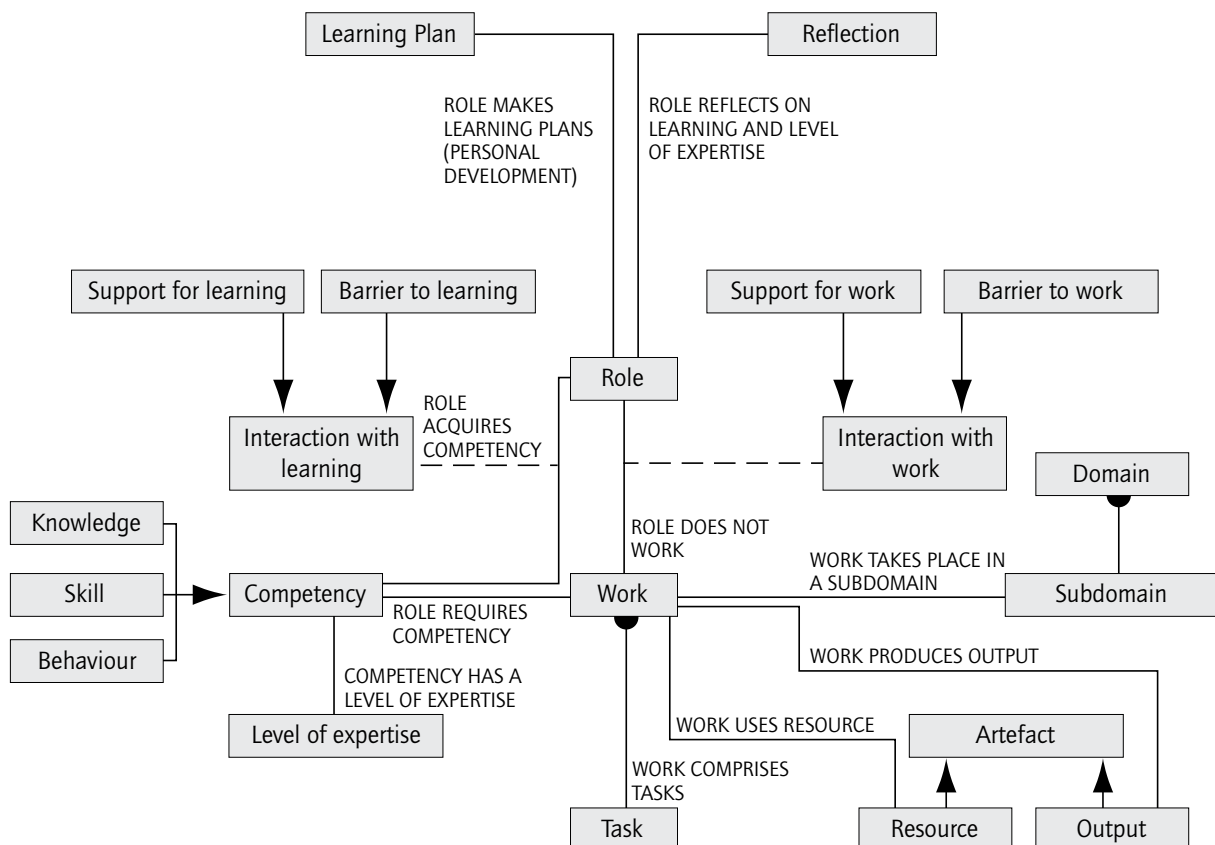 Learning Plan
Reflection
ROLE MAKES
LEARNING PLANS
(PERSONAL
DEVELOPMENT)
ROLE REFLECTS ON
LEARNING AND LEVEL
OF EXPERTISE
Support for learning
Barrier to learning
Support for work
Barrier to work
Role
ROLE
ACQUIRES
COMPETENCY
Interaction with
learning
Interaction with
work
Domain
Knowledge
ROLE DOES NOT
WORK
WORK TAKES PLACE IN
A SUBDOMAIN
Skill
Competency
Work
Subdomain
ROLE REQUIRES
COMPETENCY
Behaviour
WORK PRODUCES OUTPUT
COMPETENCY HAS A
LEVEL OF EXPERTISE
Level of expertise
WORK USES RESOURCE
Artefact
WORK COMPRISES
TASKS
Task
Resource
Output